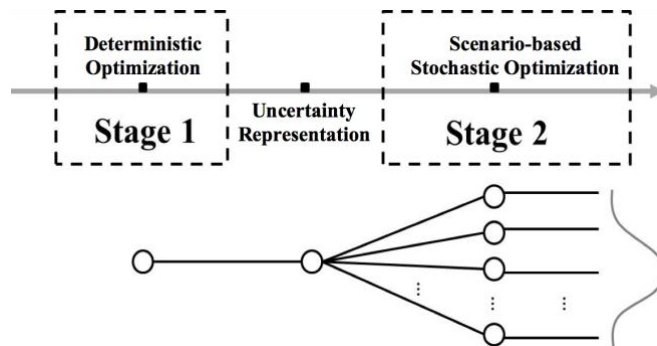 Deterministic
Optimization
Stage 1
Uncertainty
Representation
Scenario-based
Stochastic Optimization
Stage 2